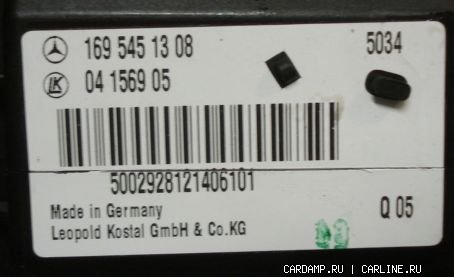 169 545 13 08 5034
LK 04 1569 05
5002928121406101
Made in Germany Q 05
Leopold Kostal GmbH & Co.KG
CARDAMP.RU | CARLINE.RU